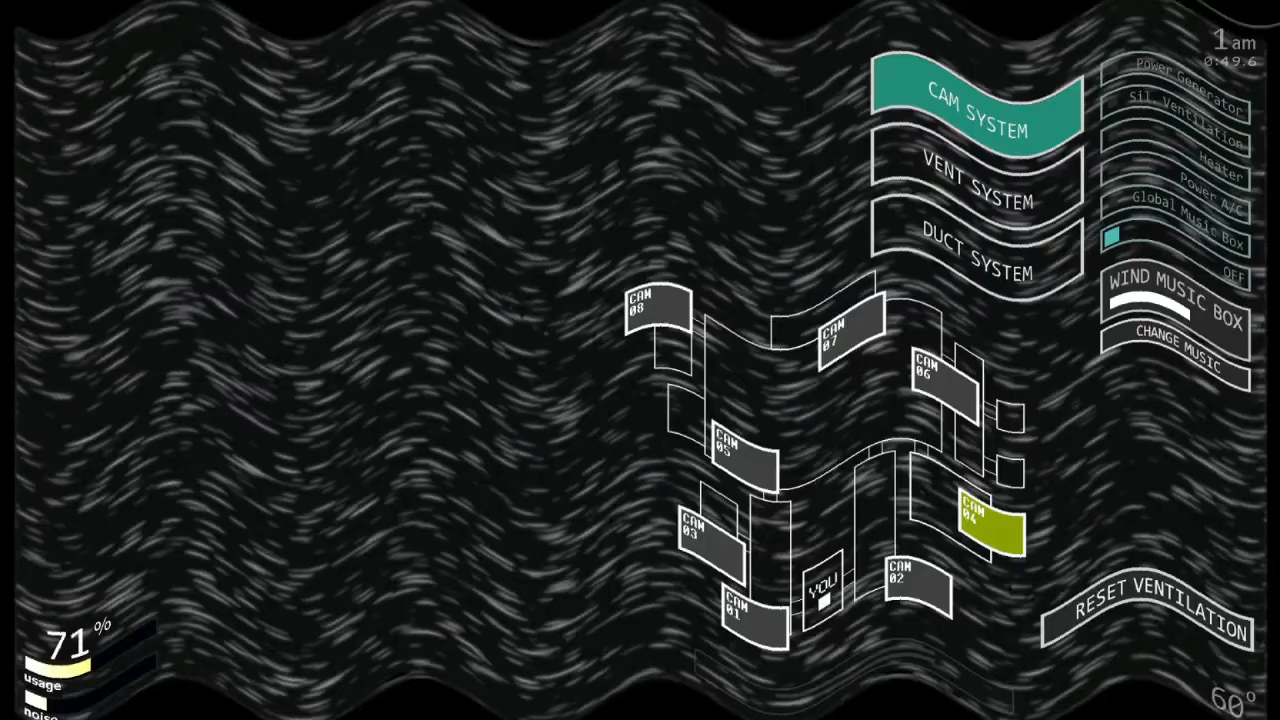 1 am
0:49.6
Power Generator
Sil. Ventilation
Heater
Power A/C
Global Music Box
OFF
WIND MUSIC BOX
CHANGE MUSIC
CAM SYSTEM
VENT SYSTEM
DUCT SYSTEM
CAM
08
CAM
07
CAM
06
CAM
05
CAM
04
CAM
03
CAM
02
CAM
01
YOU
RESET VENTILATION
71%
usage
noise
60°